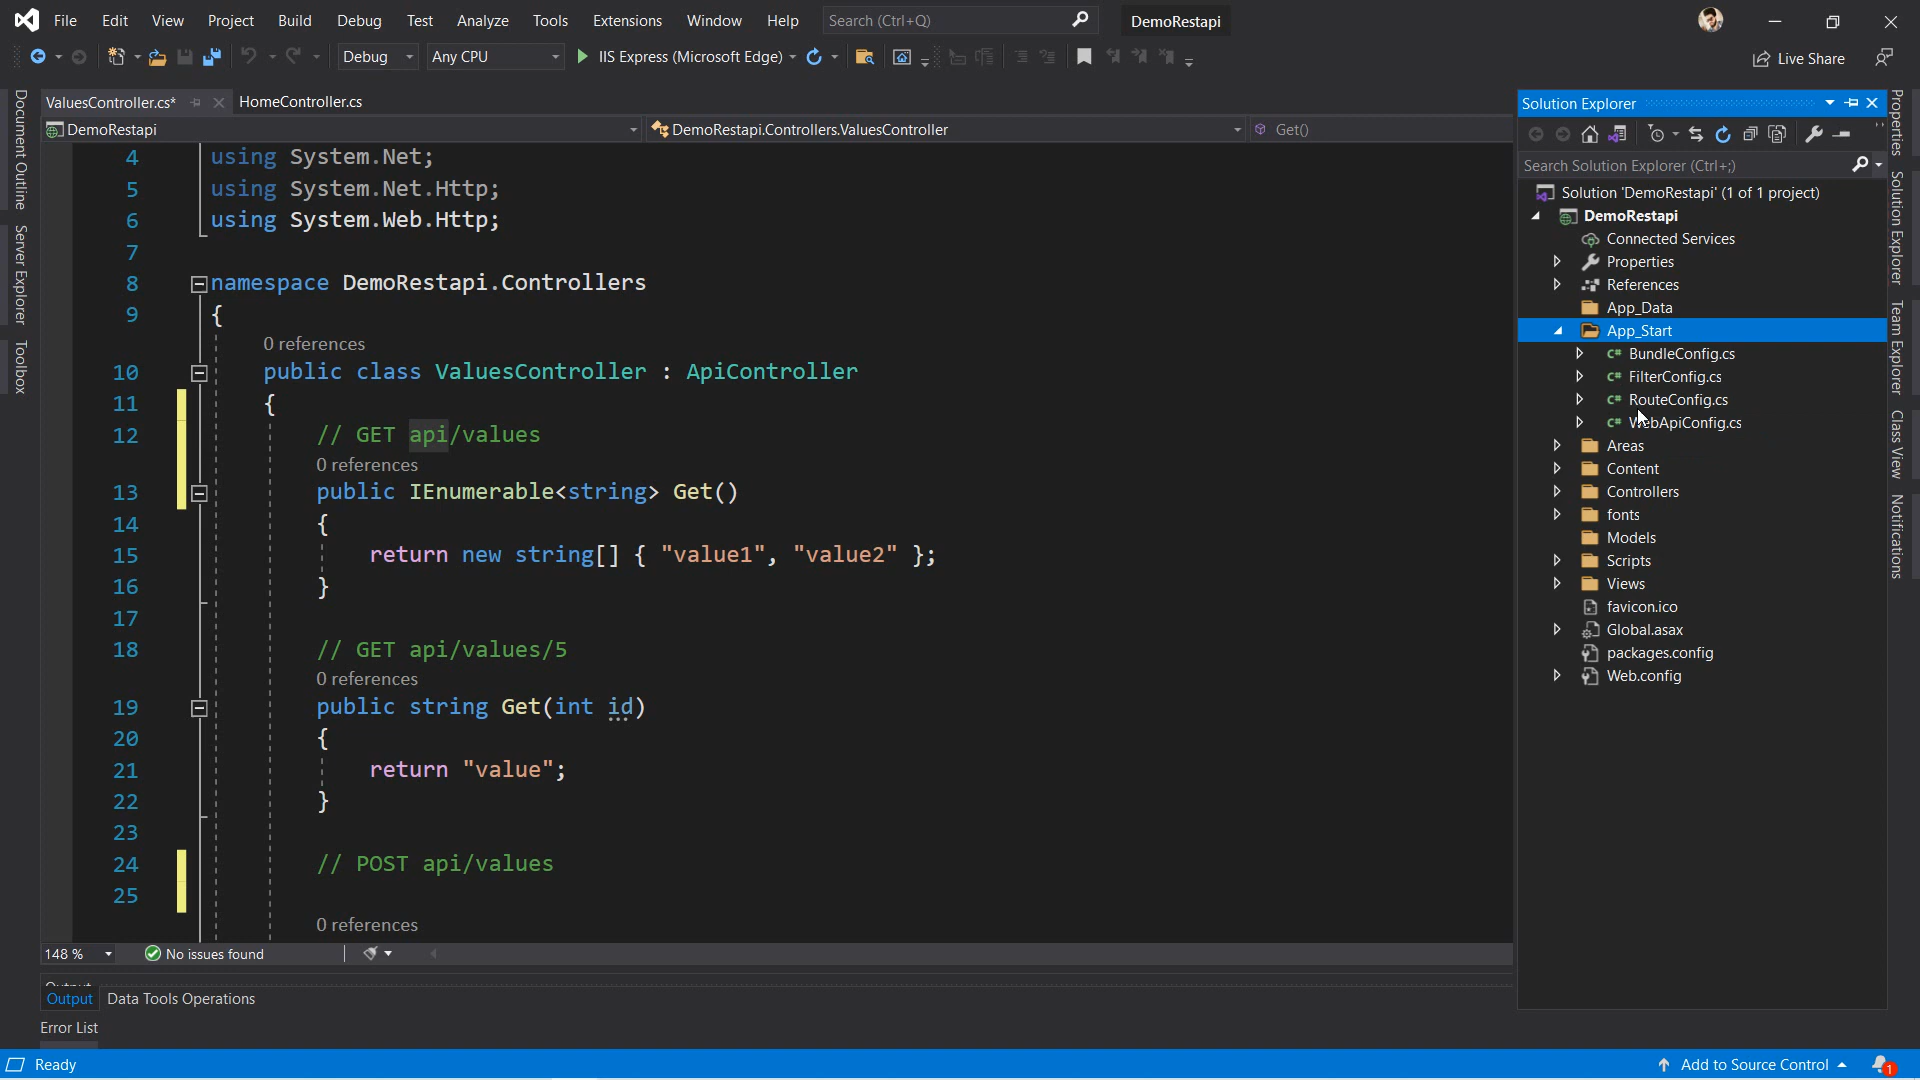 File Edit View Project Build Debug Test Analyze Tools Extensions Window Help Search (Ctrl+Q) DemoRestapi
Debug Any CPU IIS Express (Microsoft Edge) Live Share
ValuesController.cs* HomeController.cs
DemoRestapi DemoRestapi.Controllers.ValuesController Get()
Document Outline
Server Explorer
Toolbox
4 using System.Net;
5 using System.Net.Http;
6 using System.Web.Http;
7
8 namespace DemoRestapi.Controllers
9 {
0 references
10 public class ValuesController : ApiController
11 {
12 // GET api/values
0 references
13 public IEnumerable<string> Get()
14 {
15 return new string[] { "value1", "value2" };
16 }
17
18 // GET api/values/5
0 references
19 public string Get(int id)
20 {
21 return "value";
22 }
23
24 // POST api/values
25
0 references
148 % No issues found
Output
Output Data Tools Operations
Error List
Solution Explorer
Search Solution Explorer (Ctrl+;)
Solution 'DemoRestapi' (1 of 1 project)
DemoRestapi
Connected Services
Properties
References
App_Data
App_Start
C# BundleConfig.cs
C# FilterConfig.cs
C# RouteConfig.cs
C# WebApiConfig.cs
Areas
Content
Controllers
fonts
Models
Scripts
Views
favicon.ico
Global.asax
packages.config
Web.config
Properties
Solution Explorer
Team Explorer
Class View
Notifications
Ready Add to Source Control 1